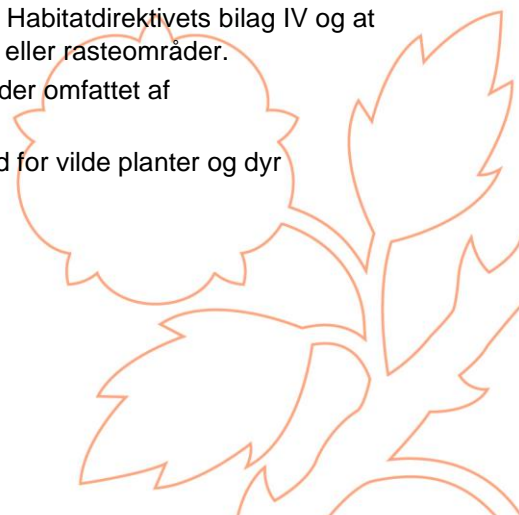 Habitatdirektivets bilag IV og at
eller rasteområder.
der omfattet af
d for vilde planter og dyr